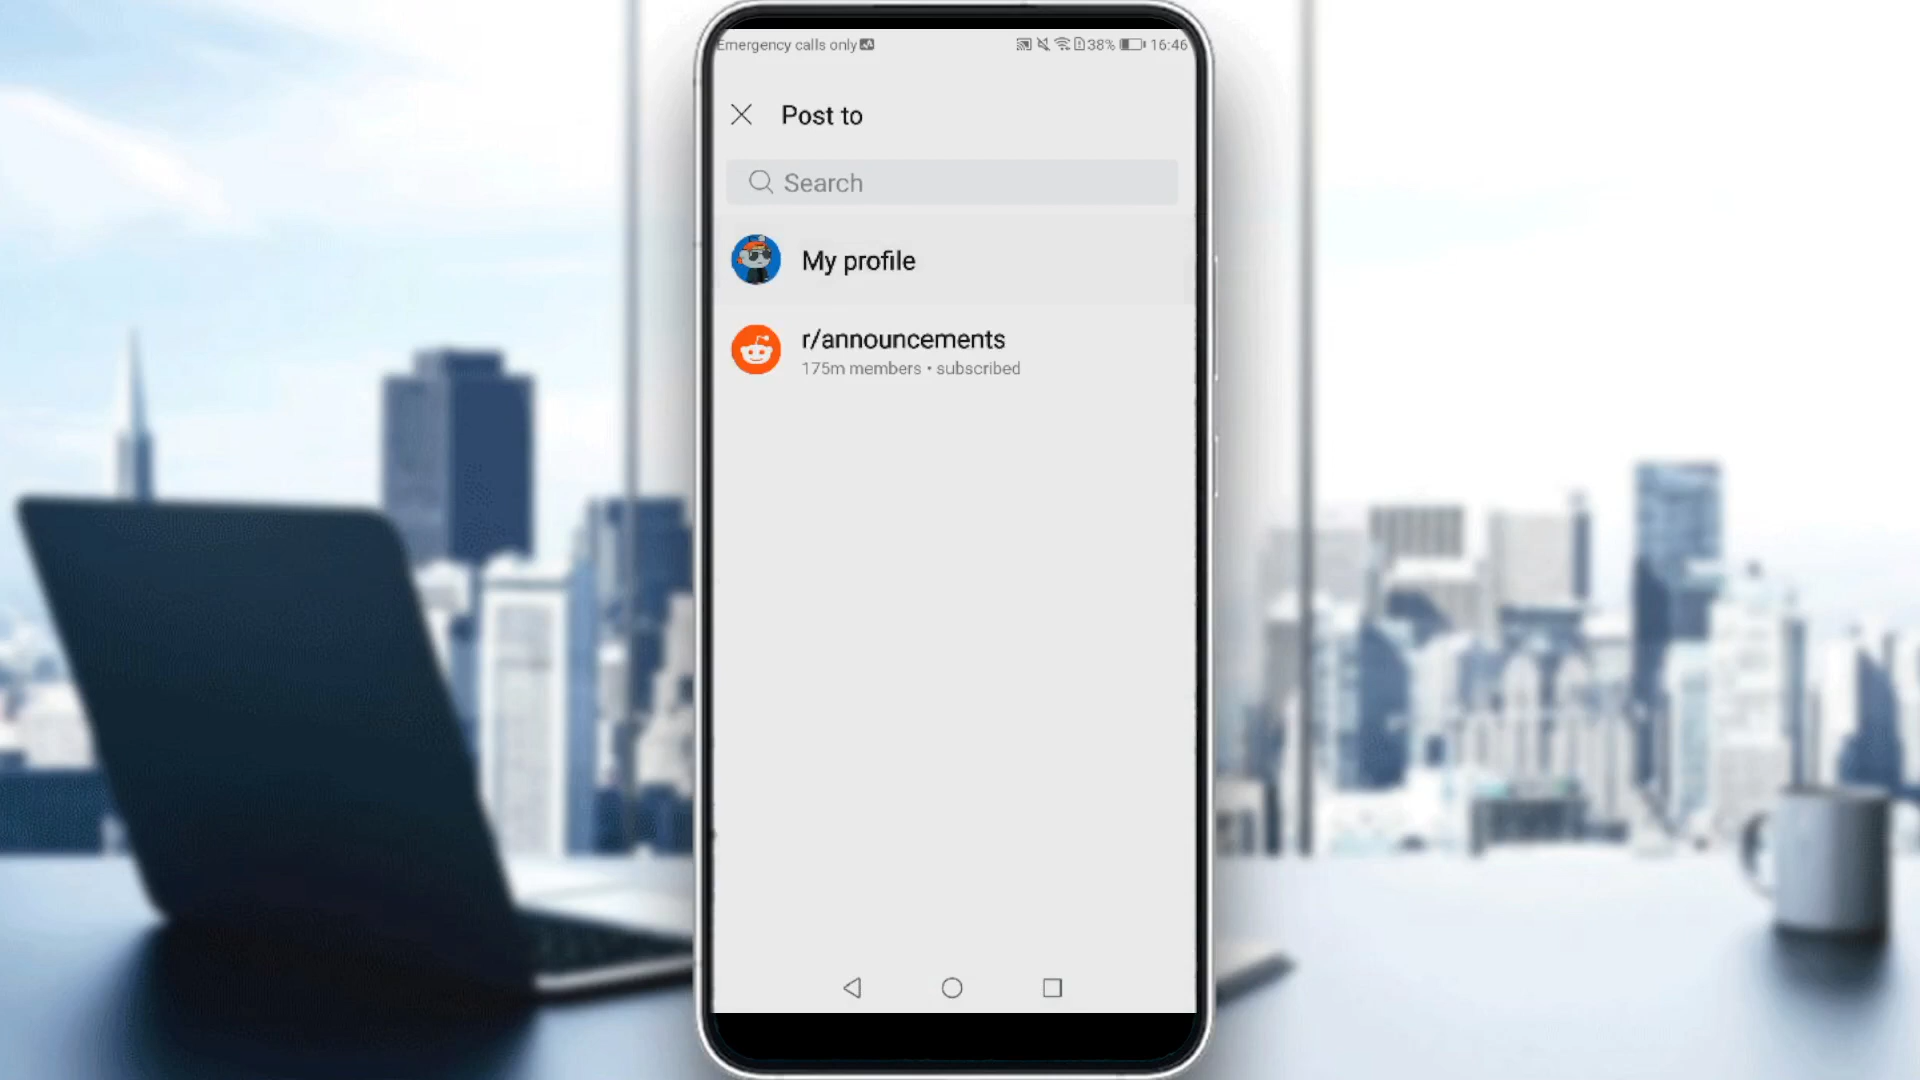 Emergency calls only 38% 16:46
Post to
Search
My profile
r/announcements
175m members • subscribed